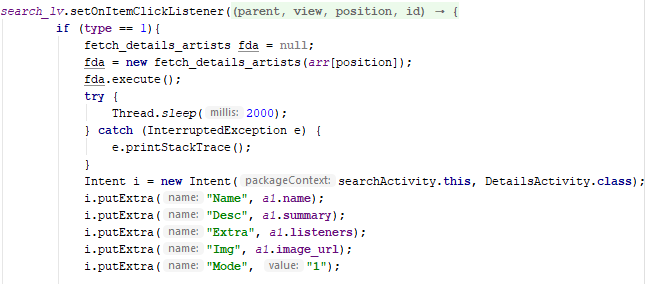 search_lv.setOnItemClickListener((parent, view, position, id) → {
if (type == 1){
fetch_details_artists fda = null;
fda = new fetch_details_artists(arr[position]);
fda.execute();
try {
Thread.sleep( millis: 2000);
} catch (InterruptedException e) {
e.printStackTrace();
}
Intent i = new Intent( packageContext: searchActivity.this, DetailsActivity.class);
i.putExtra( name: "Name", a1.name);
i.putExtra( name: "Desc", a1.summary);
i.putExtra( name: "Extra", a1.listeners);
i.putExtra( name: "Img", a1.image_url);
i.putExtra( name: "Mode", value: "1");